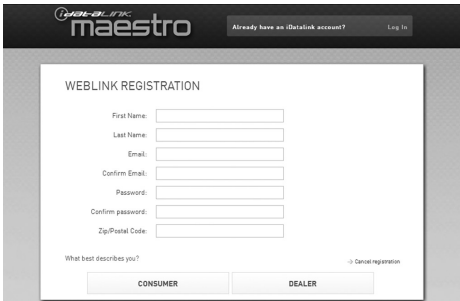 iDatalink
maestro
Already have an iDatalink account?
Log In
WEBLINK REGISTRATION
First Name:
Last Name:
Email:
Confirm Email:
Password:
Confirm password:
Zip/Postal Code:
What best describes you?
-> Cancel registration
CONSUMER
DEALER